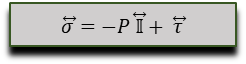 σ⃡ = −P 𝕀⃡ + τ⃡